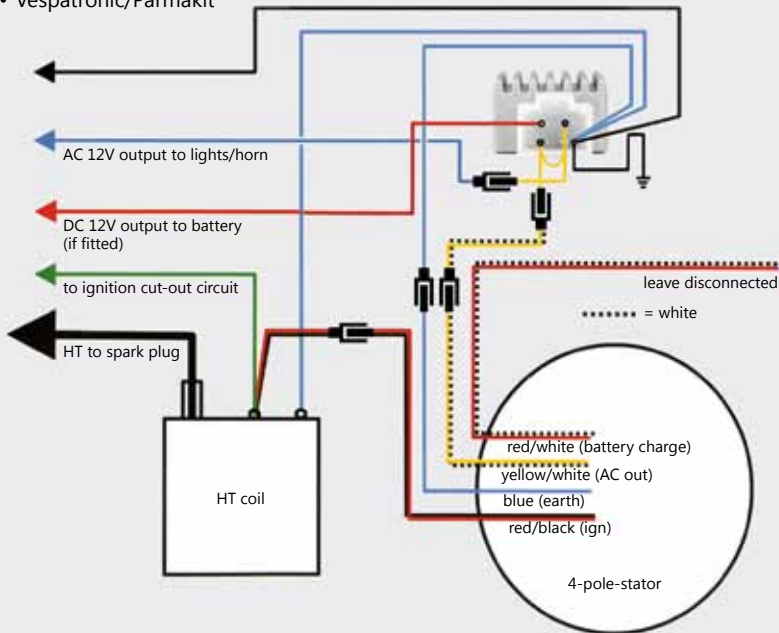 • Vespatronic/Parmakit
AC 12V output to lights/horn
DC 12V output to battery
(if fitted)
to ignition cut-out circuit
leave disconnected
= white
HT to spark plug
red/white (battery charge)
yellow/white (AC out)
blue (earth)
red/black (ign)
HT coil
4-pole-stator